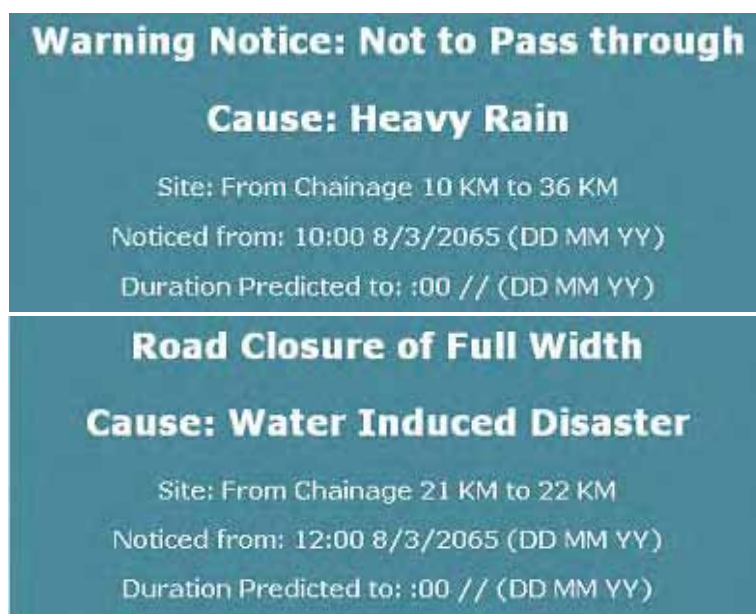 Warning Notice: Not to Pass through
Cause: Heavy Rain
Site: From Chainage 10 KM to 36 KM
Noticed from: 10:00 8/3/2065 (DD MM YY)
Duration Predicted to: :00 // (DD MM YY)
Road Closure of Full Width
Cause: Water Induced Disaster
Site: From Chainage 21 KM to 22 KM
Noticed from: 12:00 8/3/2065 (DD MM YY)
Duration Predicted to: :00 // (DD MM YY)